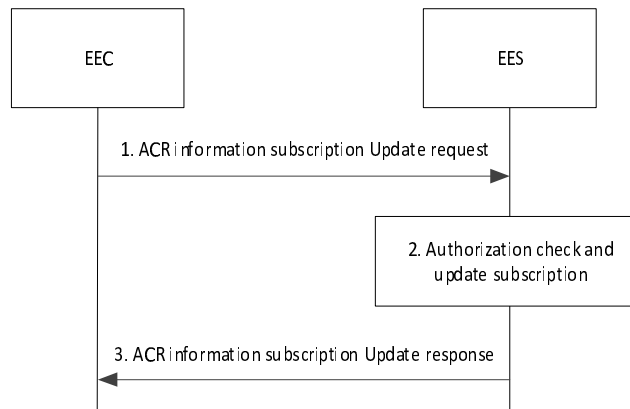 EEC
EES
1. ACR information subscription Update request
2. Authorization check and
update subscription
3. ACR information subscription Update response